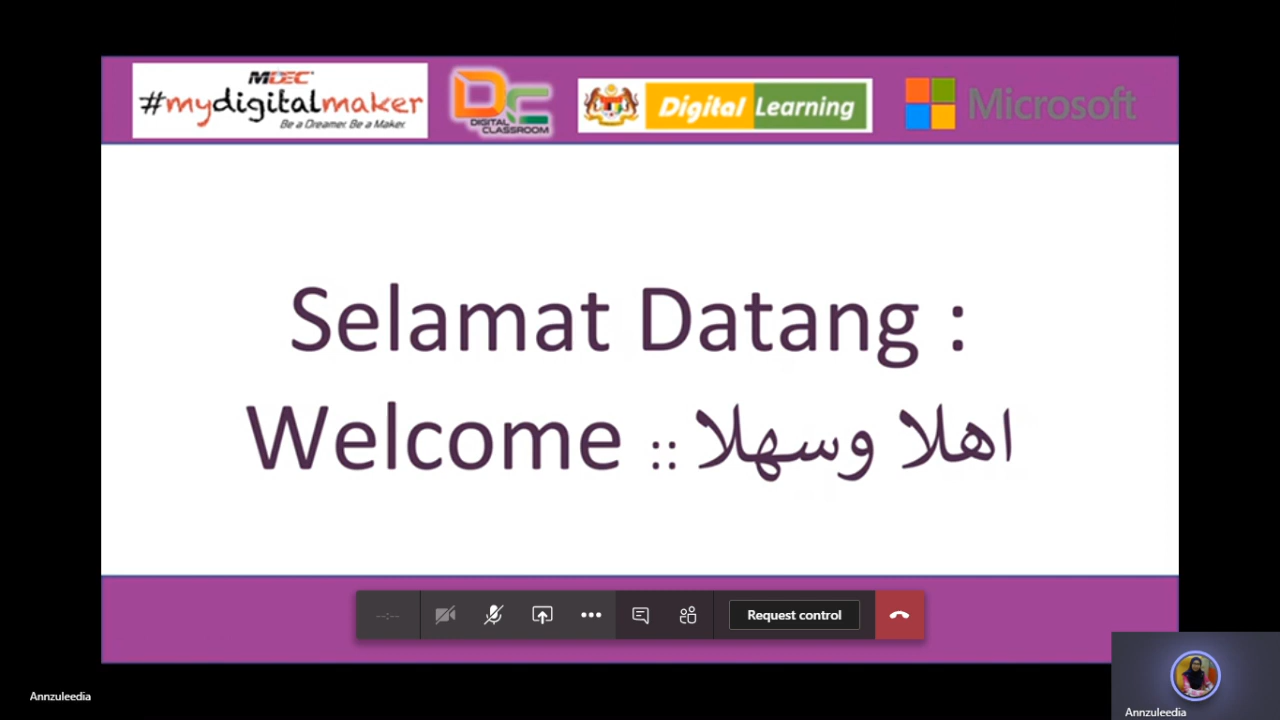 MDEC
#mydigitalmaker
Be a Dreamer. Be a Maker.
DC
DIGITAL
CLASSROOM
Digital Learning
Microsoft
Selamat Datang :
Welcome :: اهلا وسهلا
--:--
Request control
Annzuleedia
Annzuleedia